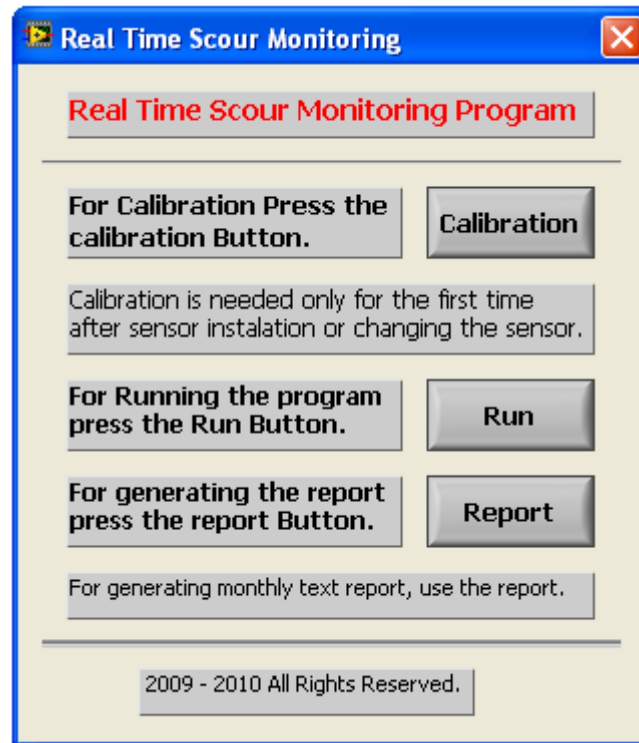 Real Time Scour Monitoring
Real Time Scour Monitoring Program
For Calibration Press the
calibration Button.
Calibration
Calibration is needed only for the first time
after sensor instalation or changing the sensor.
For Running the program
press the Run Button.
Run
For generating the report
press the report Button.
Report
For generating monthly text report, use the report.
2009 - 2010 All Rights Reserved.